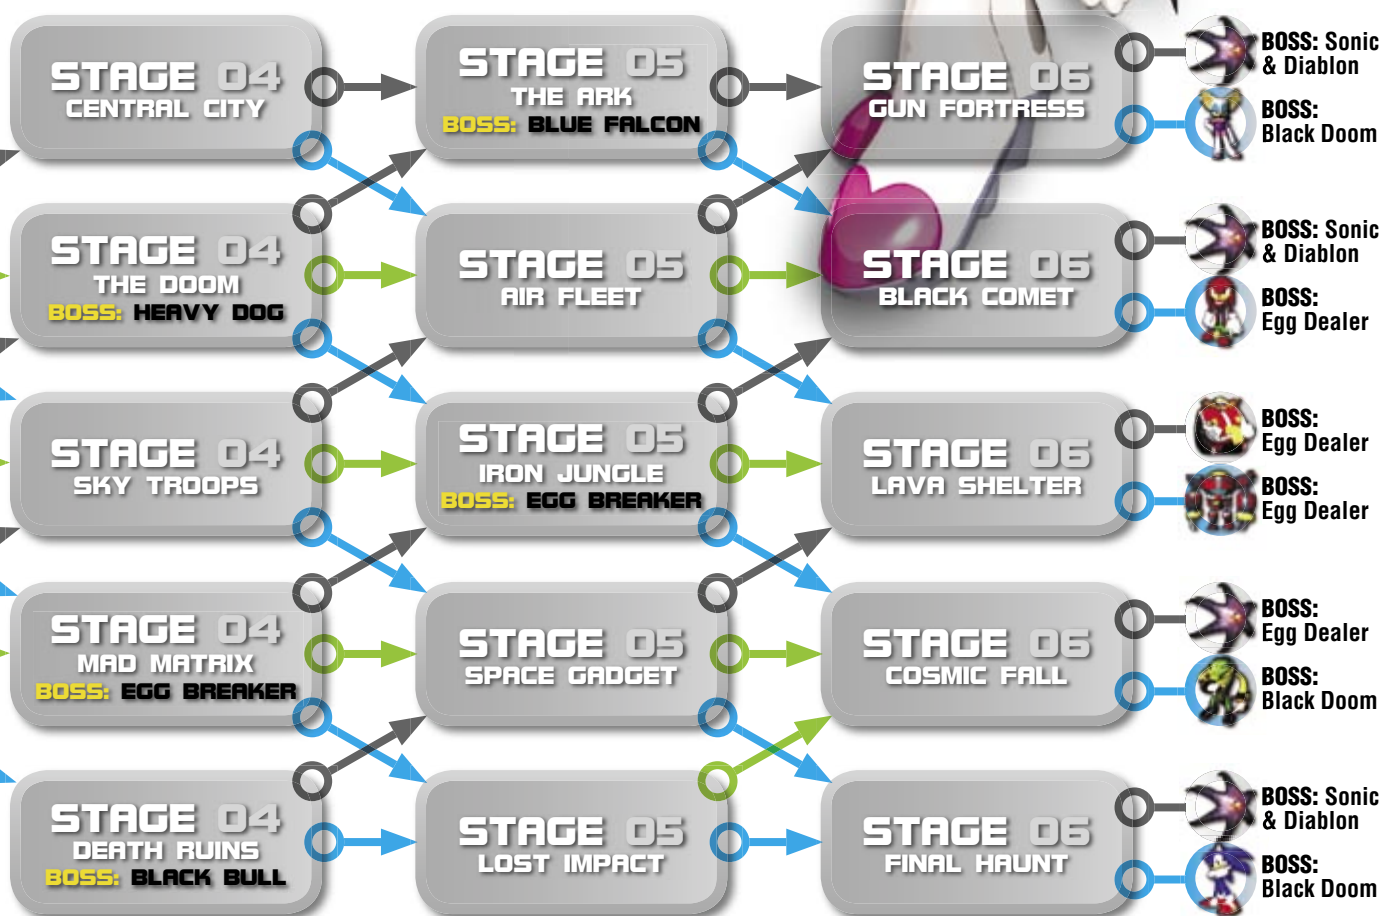 STAGE 04
CENTRAL CITY
STAGE 05
THE ARK
BOSS: BLUE FALCON
STAGE 06
GUN FORTRESS
BOSS: Sonic
& Diablon
BOSS:
Black Doom
STAGE 04
THE DOOM
BOSS: HEAVY DOG
STAGE 05
AIR FLEET
STAGE 06
BLACK COMET
BOSS: Sonic
& Diablon
BOSS:
Egg Dealer
STAGE 04
SKY TROOPS
STAGE 05
IRON JUNGLE
BOSS: EGG BREAKER
STAGE 06
LAVA SHELTER
BOSS:
Egg Dealer
BOSS:
Egg Dealer
STAGE 04
MAD MATRIX
BOSS: EGG BREAKER
STAGE 05
SPACE GADGET
STAGE 06
COSMIC FALL
BOSS:
Egg Dealer
BOSS:
Black Doom
STAGE 04
DEATH RUINS
BOSS: BLACK BULL
STAGE 05
LOST IMPACT
STAGE 06
FINAL HAUNT
BOSS: Sonic
& Diablon
BOSS:
Black Doom